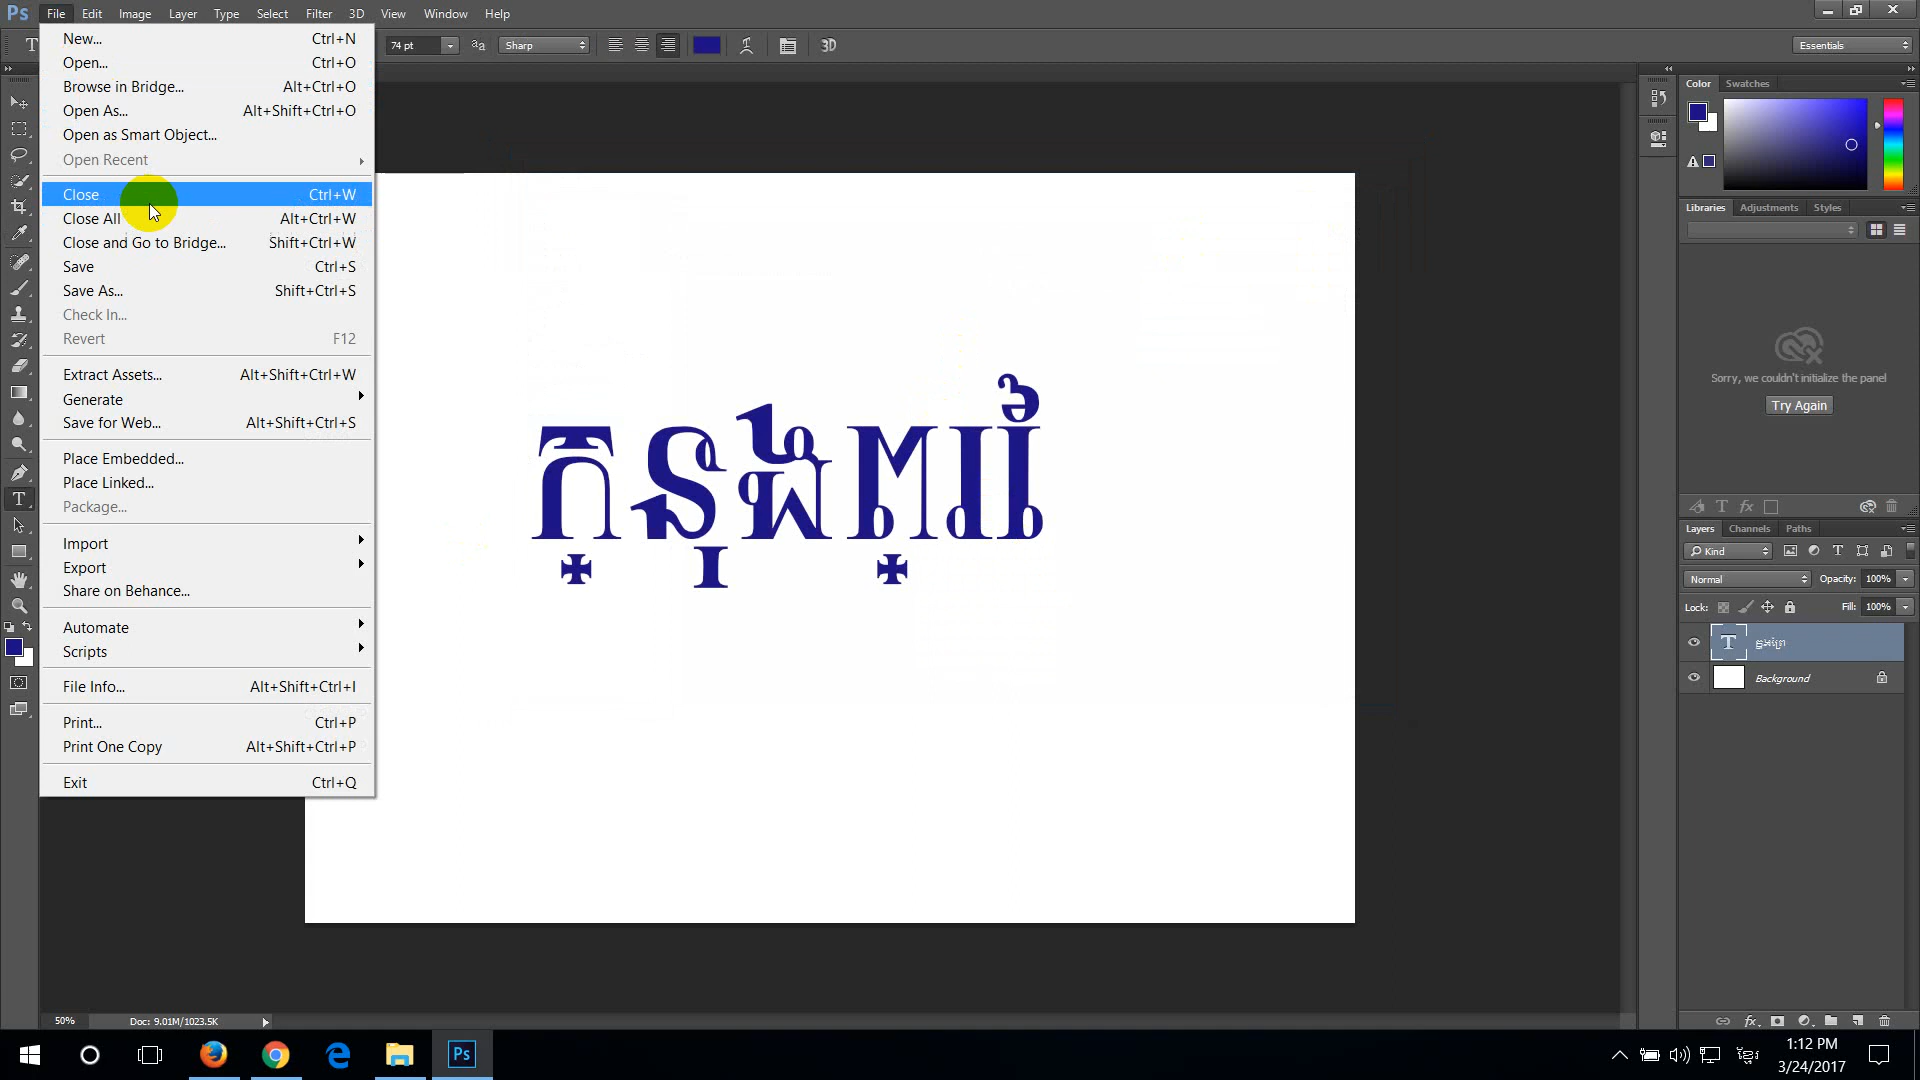 Ps File Edit Image Layer Type Select Filter 3D View Window Help
74 pt Sharp 3D Essentials
New... Ctrl+N
Open... Ctrl+O
Browse in Bridge... Alt+Ctrl+O
Open As... Alt+Shift+Ctrl+O
Open as Smart Object...
Open Recent
Close Ctrl+W
Close All Alt+Ctrl+W
Close and Go to Bridge... Shift+Ctrl+W
Save Ctrl+S
Save As... Shift+Ctrl+S
Check In...
Revert F12
Extract Assets... Alt+Shift+Ctrl+W
Generate
Save for Web... Alt+Shift+Ctrl+S
Place Embedded...
Place Linked...
Package...
Import
Export
Share on Behance...
Automate
Scripts
File Info... Alt+Shift+Ctrl+I
Print... Ctrl+P
Print One Copy Alt+Shift+Ctrl+P
Exit Ctrl+Q
Color Swatches
Libraries Adjustments Styles
Sorry, we couldn't initialize the panel
Try Again
Layers Channels Paths
Kind
Normal Opacity: 100%
Lock: Fill: 100%
Background
50% Doc: 9.01M/1023.5K
Ps
ខ្មែរ
1:12 PM
3/24/2017